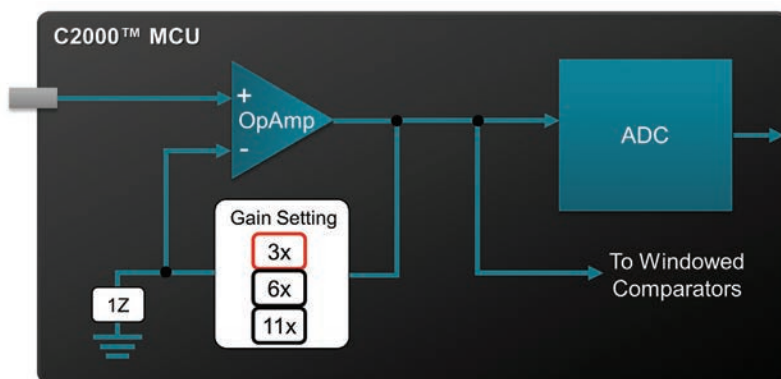 C2000™ MCU
+
OpAmp
-
ADC
Gain Setting
3x
6x
11x
1Z
To Windowed
Comparators